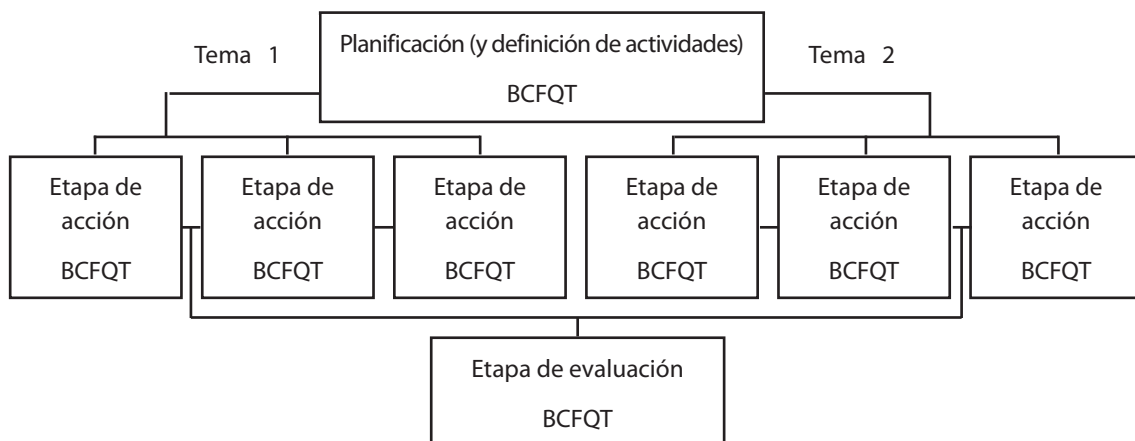 Planificación (y definición de actividades)
BCFQT
Tema 1
Tema 2
Etapa de
acción
BCFQT
Etapa de
acción
BCFQT
Etapa de
acción
BCFQT
Etapa de
acción
BCFQT
Etapa de
acción
BCFQT
Etapa de
acción
BCFQT
Etapa de evaluación
BCFQT